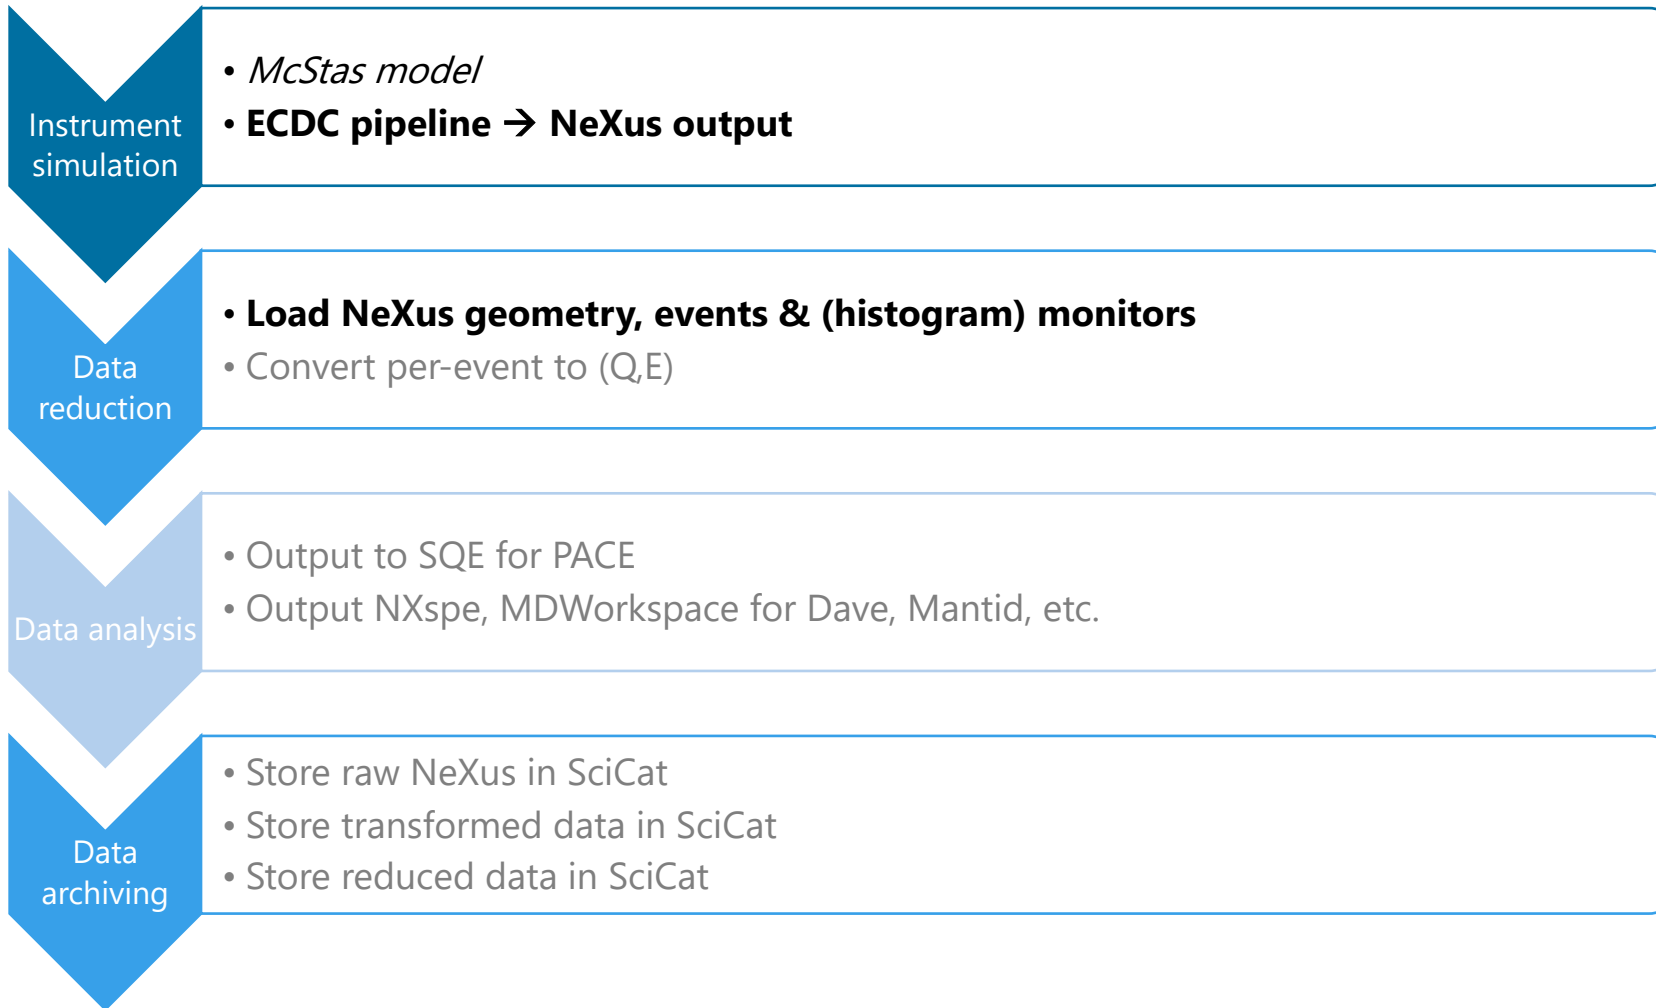 Instrument
simulation
• McStas model
• ECDC pipeline → NeXus output
Data
reduction
• Load NeXus geometry, events & (histogram) monitors
• Convert per-event to (Q,E)
Data analysis
• Output to SQE for PACE
• Output NXspe, MDWorkspace for Dave, Mantid, etc.
Data
archiving
• Store raw NeXus in SciCat
• Store transformed data in SciCat
• Store reduced data in SciCat